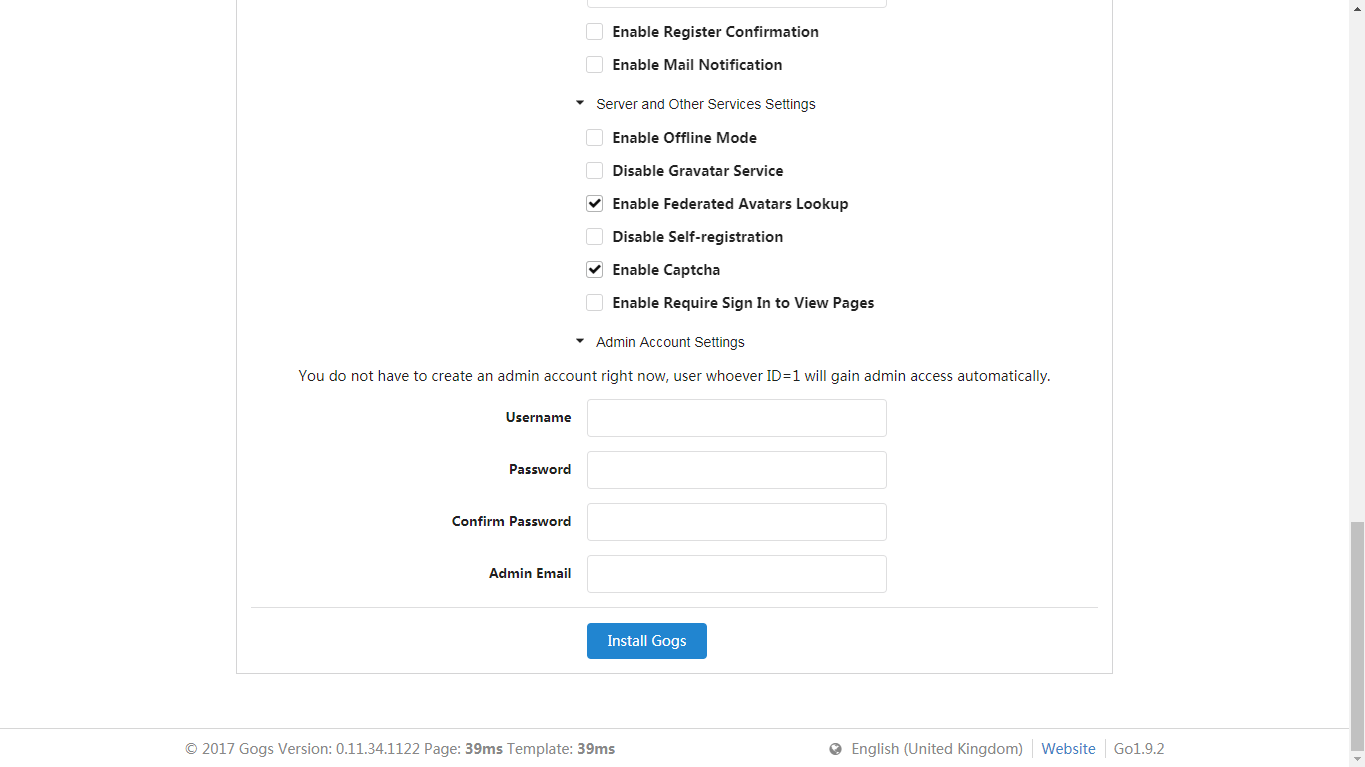 Enable Register Confirmation
Enable Mail Notification
Server and Other Services Settings
Enable Offline Mode
Disable Gravatar Service
Enable Federated Avatars Lookup
Disable Self-registration
Enable Captcha
Enable Require Sign In to View Pages
Admin Account Settings
You do not have to create an admin account right now, user whoever ID=1 will gain admin access automatically.
Username
Password
Confirm Password
Admin Email
Install Gogs
© 2017 Gogs Version: 0.11.34.1122 Page: 39ms Template: 39ms English (United Kingdom) Website Go1.9.2